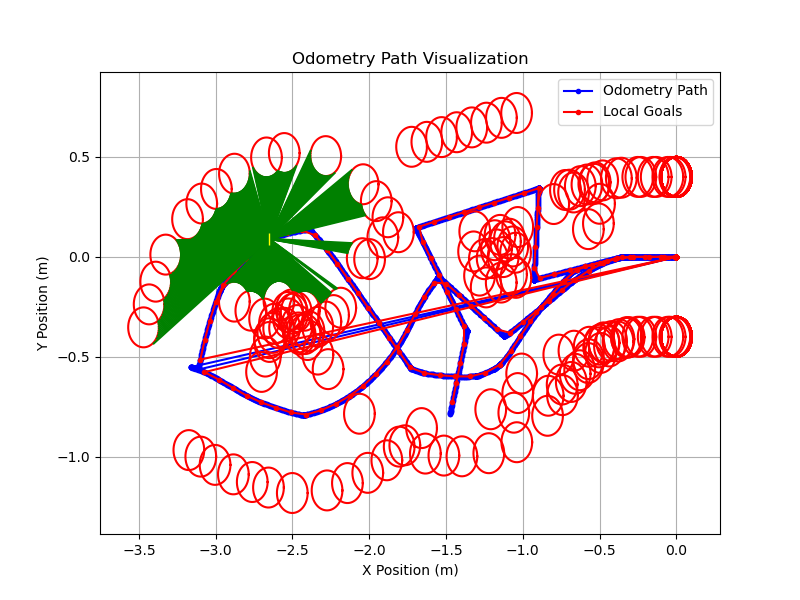 Odometry Path Visualization
Odometry Path
Local Goals
Y Position (m)
0.5
0.0
−0.5
−1.0
−3.5 −3.0 −2.5 −2.0 −1.5 −1.0 −0.5 0.0
X Position (m)